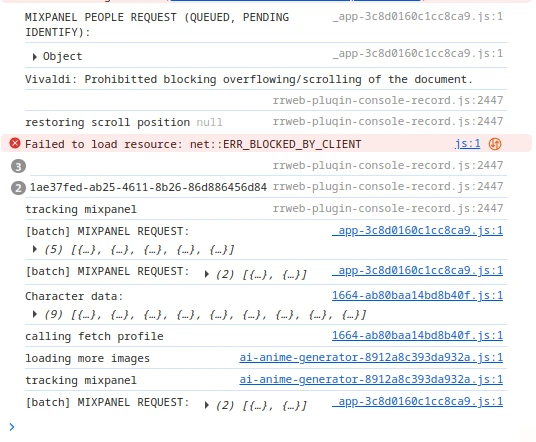 MIXPANEL PEOPLE REQUEST (QUEUED, PENDING _app-3c8d0160c1cc8ca9.js:1
IDENTIFY):
▶ Object _app-3c8d0160c1cc8ca9.js:1
Vivaldi: Prohibitted blocking overflowing/scrolling of the document.
rrweb-plugin-console-record.js:2447
restoring scroll position null rrweb-plugin-console-record.js:2447
Failed to load resource: net::ERR_BLOCKED_BY_CLIENT js:1
3 rrweb-plugin-console-record.js:2447
2 1ae37fed-ab25-4611-8b26-86d886456d84 rrweb-plugin-console-record.js:2447
tracking mixpanel rrweb-plugin-console-record.js:2447
[batch] MIXPANEL REQUEST: _app-3c8d0160c1cc8ca9.js:1
▶ (5) [{…}, {…}, {…}, {…}, {…}]
[batch] MIXPANEL REQUEST: ▶ (2) [{…}, {…}] _app-3c8d0160c1cc8ca9.js:1
Character data: 1664-ab80baa14bd8b40f.js:1
▶ (9) [{…}, {…}, {…}, {…}, {…}, {…}, {…}, {…}, {…}]
calling fetch profile 1664-ab80baa14bd8b40f.js:1
loading more images ai-anime-generator-8912a8c393da932a.js:1
tracking mixpanel ai-anime-generator-8912a8c393da932a.js:1
[batch] MIXPANEL REQUEST: ▶ (2) [{…}, {…}] _app-3c8d0160c1cc8ca9.js:1